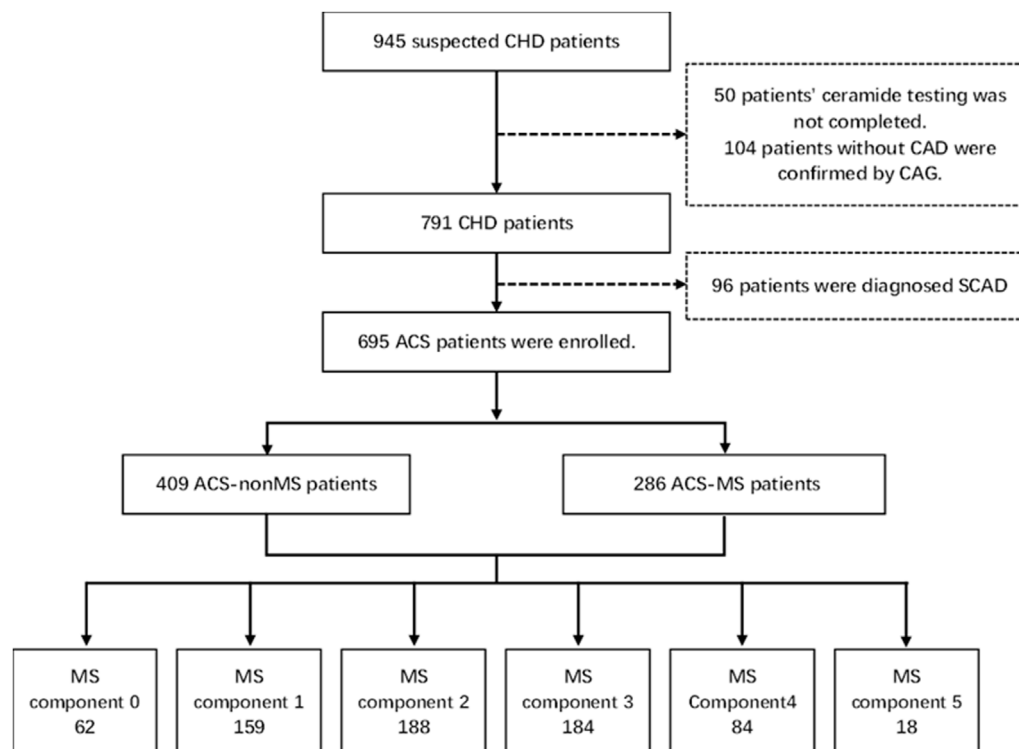 945 suspected CHD patients
50 patients’ ceramide testing was
not completed.
104 patients without CAD were
confirmed by CAG.
791 CHD patients
96 patients were diagnosed SCAD
695 ACS patients were enrolled.
409 ACS-nonMS patients
286 ACS-MS patients
MS
component 0
62
MS
component 1
159
MS
component 2
188
MS
component 3
184
MS
Component4
84
MS
component 5
18